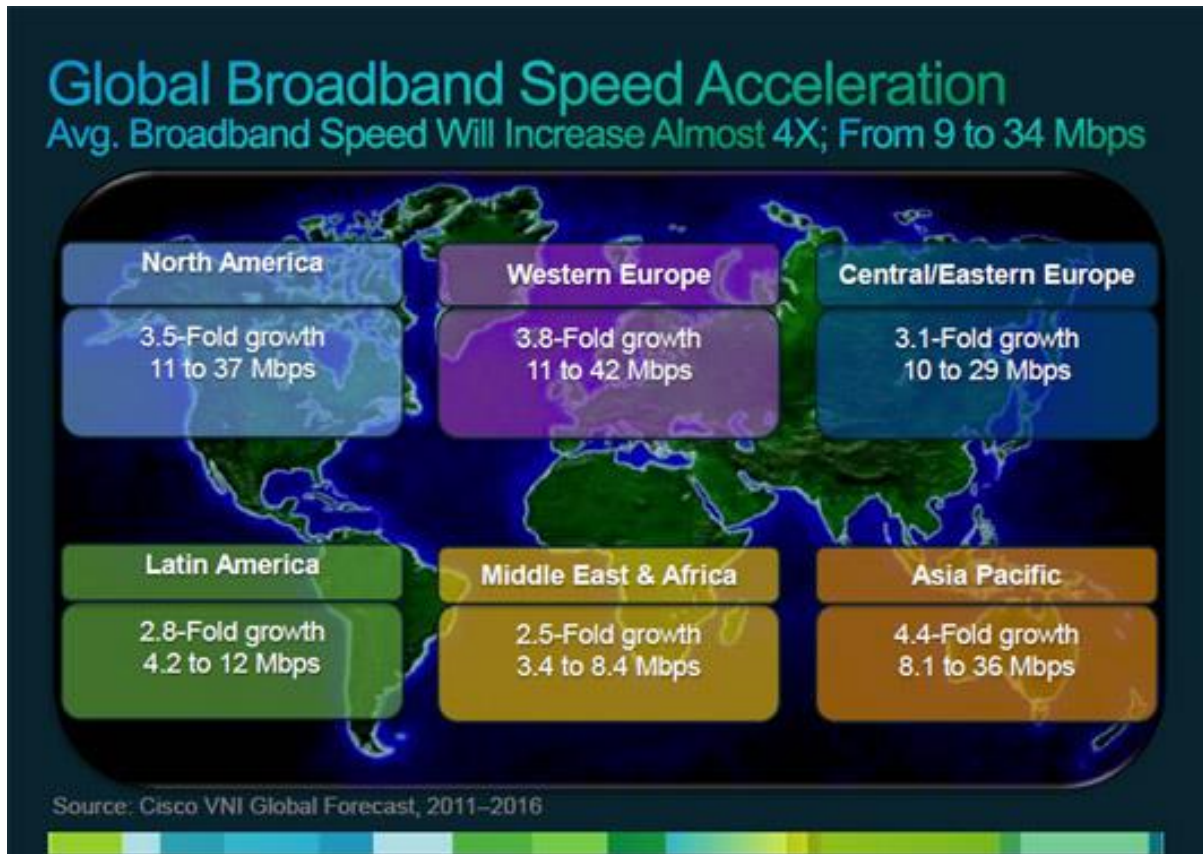 Global Broadband Speed Acceleration
Avg. Broadband Speed Will Increase Almost 4X; From 9 to 34 Mbps
North America
3.5-Fold growth
11 to 37 Mbps
Western Europe
3.8-Fold growth
11 to 42 Mbps
Central/Eastern Europe
3.1-Fold growth
10 to 29 Mbps
Latin America
2.8-Fold growth
4.2 to 12 Mbps
Middle East & Africa
2.5-Fold growth
3.4 to 8.4 Mbps
Asia Pacific
4.4-Fold growth
8.1 to 36 Mbps
Source: Cisco VNI Global Forecast, 2011–2016